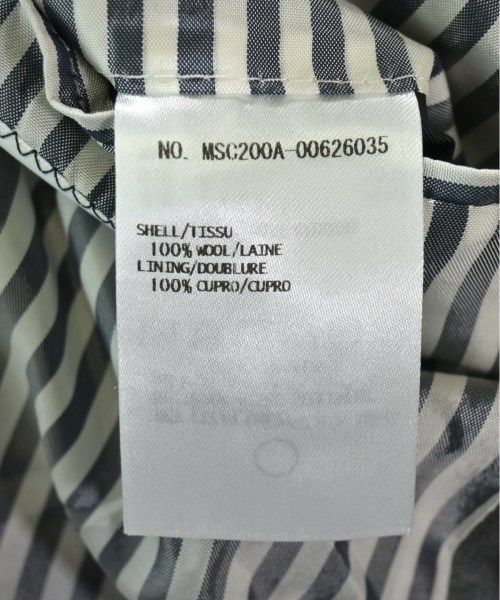 NO. MSC200A-00626035
SHELL/TISSU
100% WOOL/LAINE
LINING/DOUBLURE
100% CUPRO/CUPRO